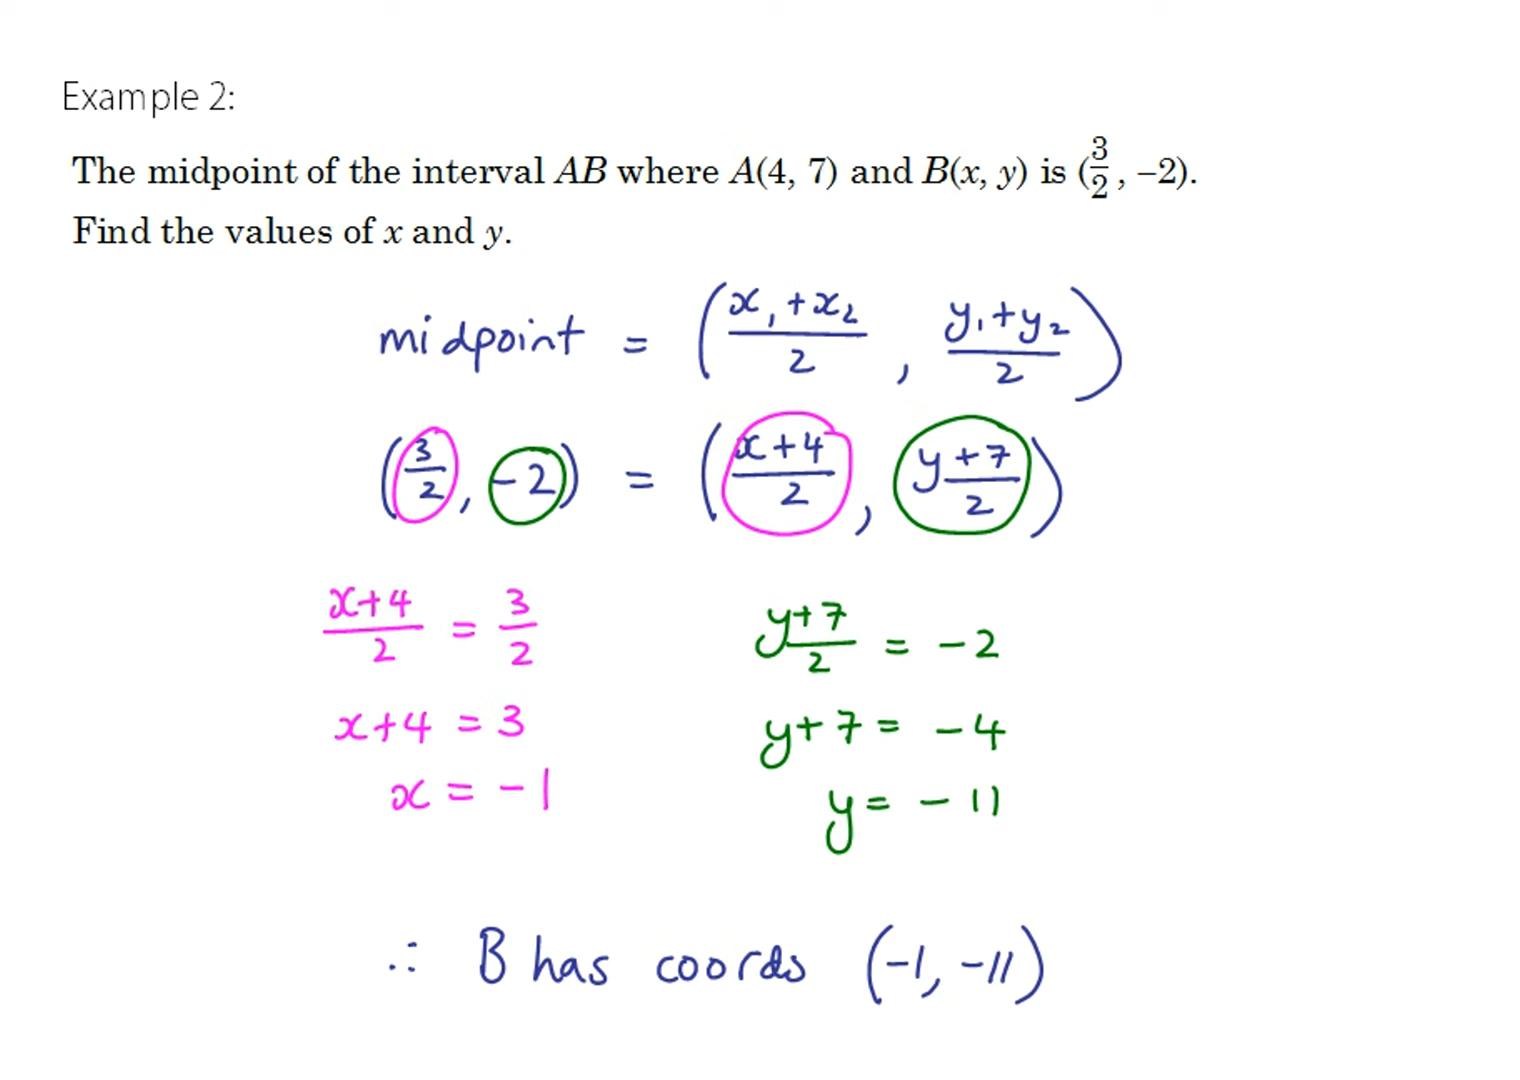 Example 2:
The midpoint of the interval AB where A(4, 7) and B(x, y) is (3/2, −2).
Find the values of x and y.
midpoint = ((x₁+x₂)/2, (y₁+y₂)/2)
(3/2, −2) = ((x+4)/2, (y+7)/2)
(x+4)/2 = 3/2
x+4 = 3
x = −1
(y+7)/2 = −2
y+7 = −4
y = −11
∴ B has coords (−1, −11)